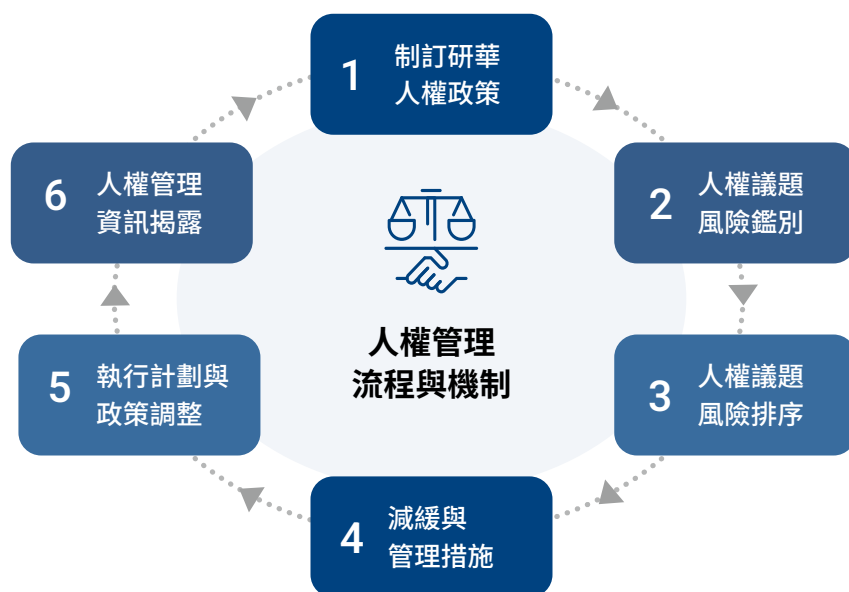 1
制訂研華
人權政策
2
人權議題
風險鑑別
3
人權議題
風險排序
4
減緩與
管理措施
5
執行計劃與
政策調整
6
人權管理
資訊揭露
人權管理
流程與機制